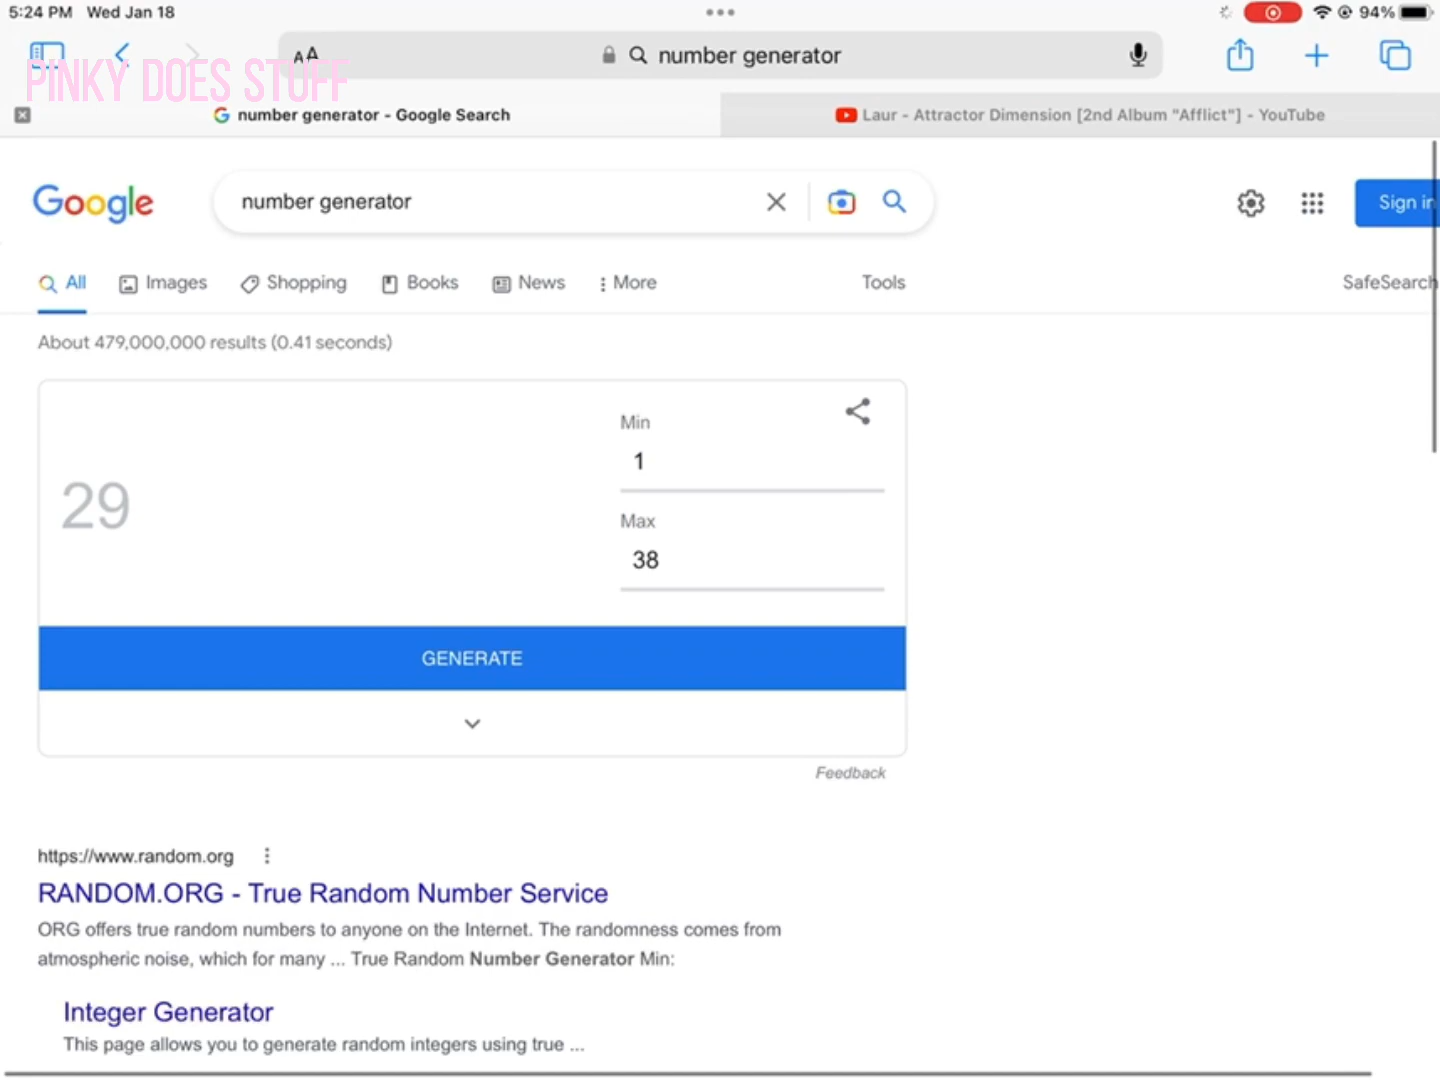 5:24 PM Wed Jan 18
94%
AA
number generator
PINKY DOES STUFF
number generator - Google Search
Laur - Attractor Dimension [2nd Album "Afflict"] - YouTube
Google
number generator
Sign in
All
Images
Shopping
Books
News
More
Tools
SafeSearch
About 479,000,000 results (0.41 seconds)
Min
1
29
Max
38
GENERATE
Feedback
https://www.random.org
RANDOM.ORG - True Random Number Service
ORG offers true random numbers to anyone on the Internet. The randomness comes from
atmospheric noise, which for many ... True Random Number Generator Min:
Integer Generator
This page allows you to generate random integers using true ...